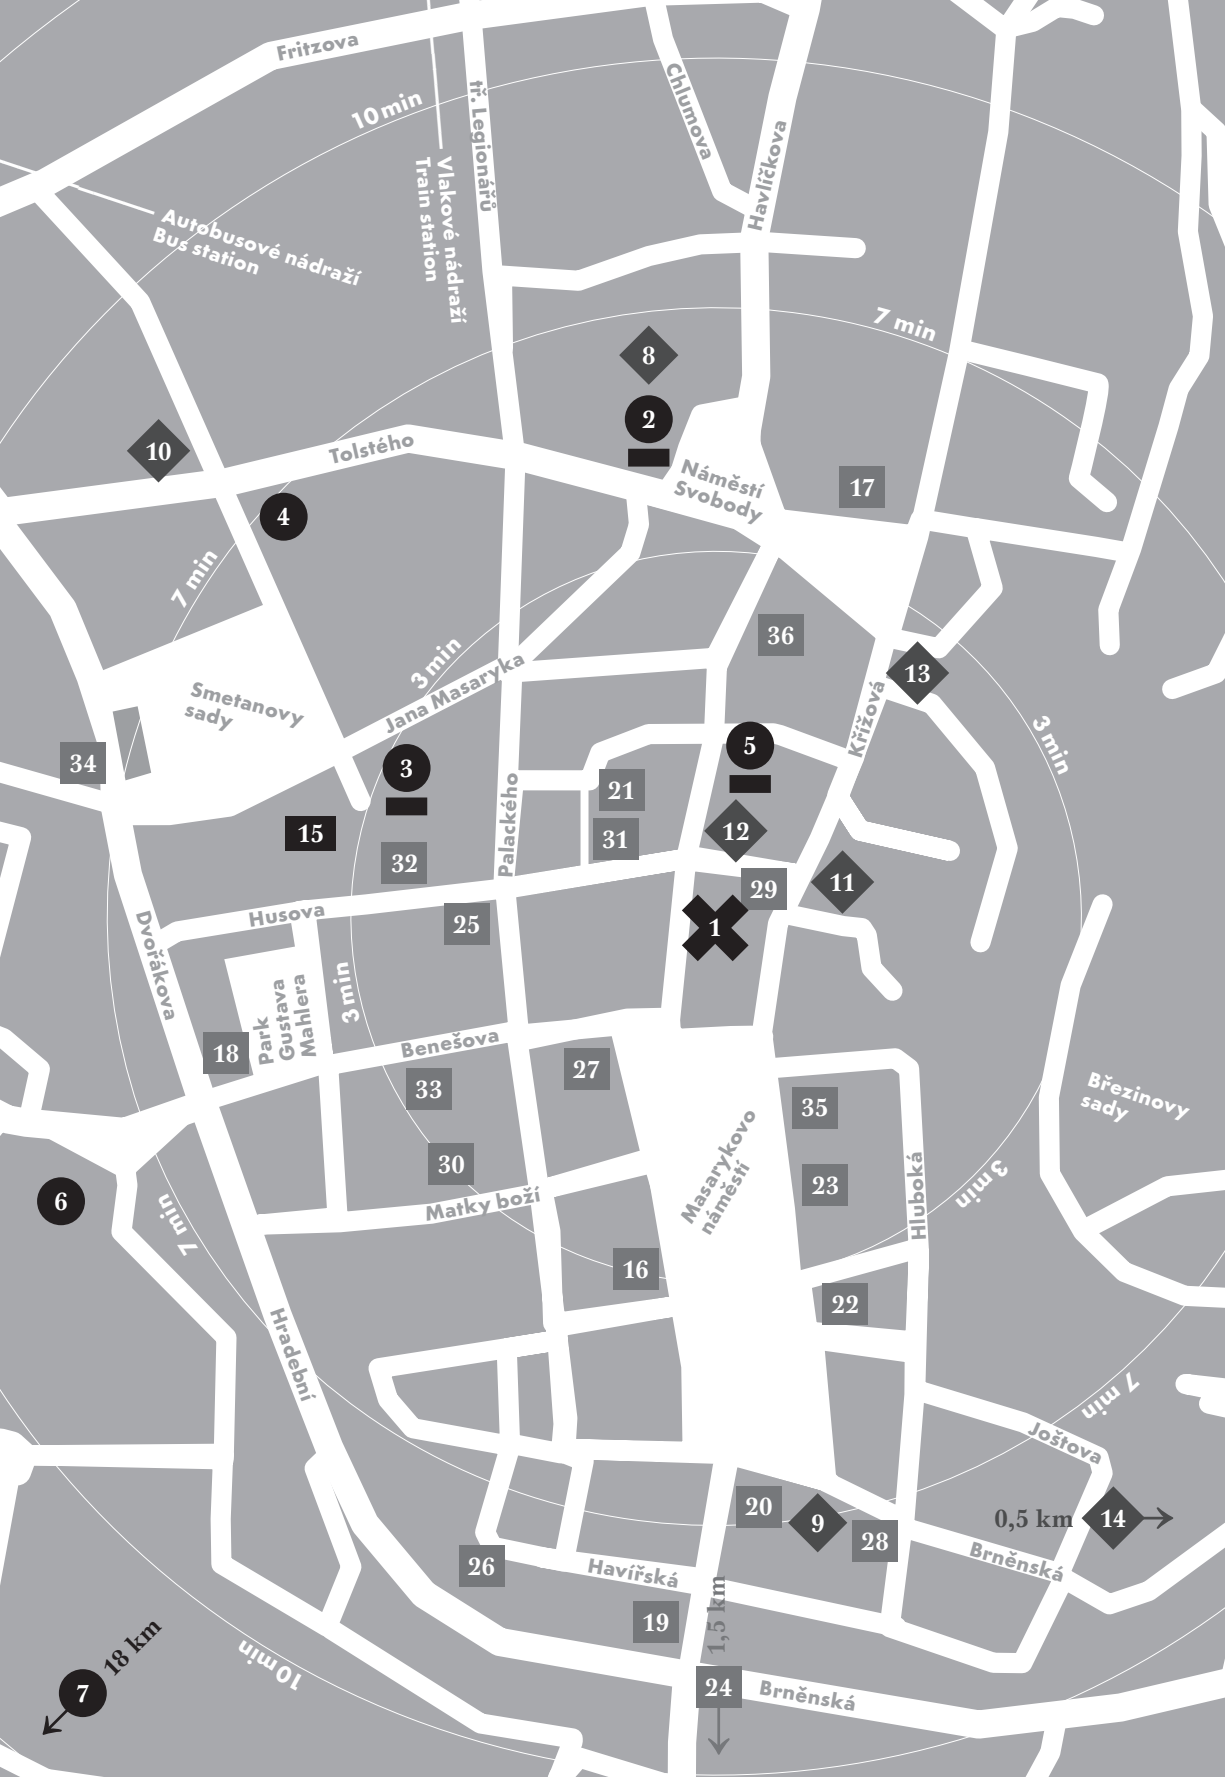 Fritzova
10 min
tř. Legionářů
Chlumova
Havlíčkova
Vlakové nádraží
Train station
Autobusové nádraží
Bus station
7 min
8
2
10
Tolstého
Náměstí
Svobody
17
4
7 min
3 min
36
13
Jana Masaryka
Smetanovy
sady
Křížová
3 min
34
3
5
21
15
32
Palackého
31
12
29
11
Husova
25
1
Dvořákova
3 min
Park
Gustava
Mahlera
18
Benešova
27
33
35
Březinovy
sady
Masarykovo
náměstí
30
23
3 min
Hluboká
6
7 min
Matky boží
16
22
Hradební
7 min
Joštova
20
9
28
0,5 km
14
Brněnská
26
Havířská
19
1,5 km
18 km
7
10 min
24
Brněnská